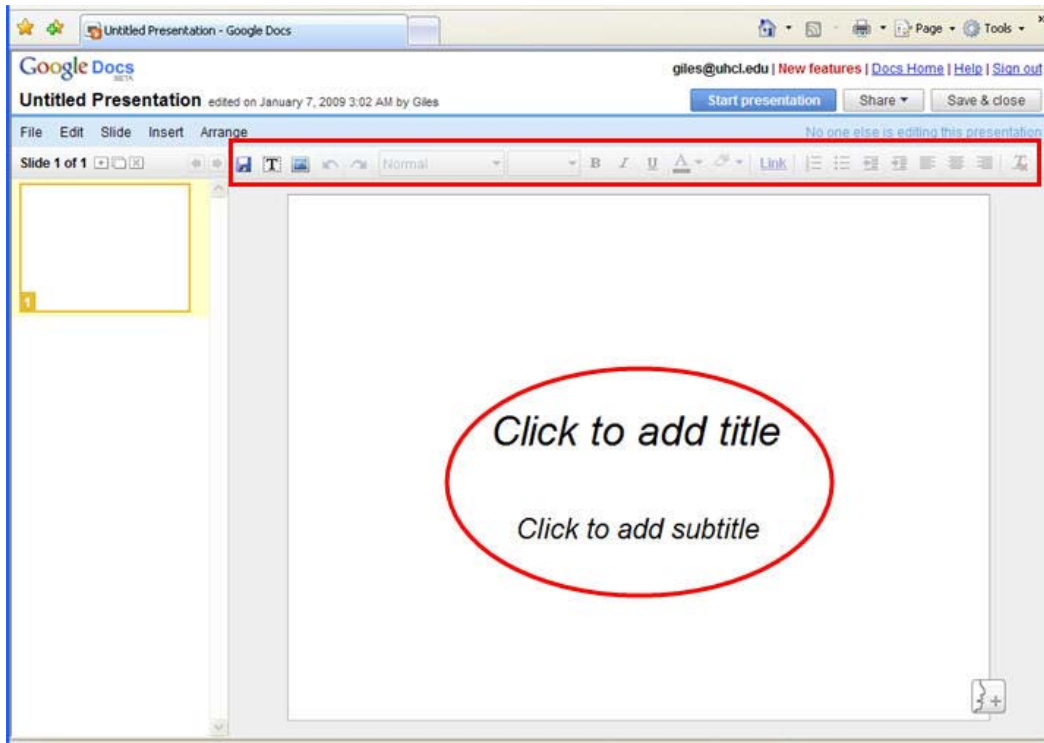 Untitled Presentation - Google Docs
Page Tools
Google Docs
BETA
giles@uhcl.edu | New features | Docs Home | Help | Sign out
Untitled Presentation edited on January 7, 2009 3:02 AM by Giles
Start presentation Share Save & close
File Edit Slide Insert Arrange
No one else is editing this presentation
Slide 1 of 1
T Normal B I U A Link T
1
Click to add title
Click to add subtitle